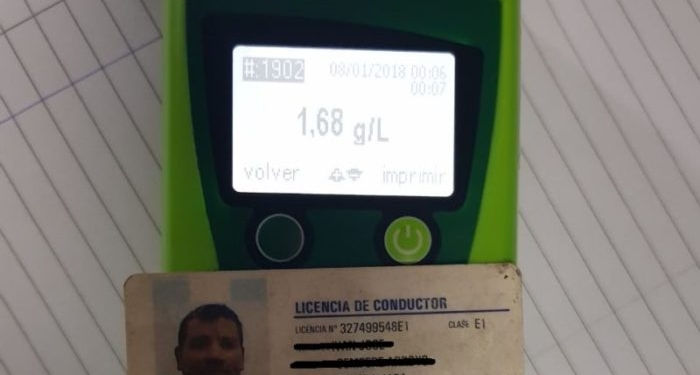 #:1902 08/01/2018 00:06
00:07
1,68 g/L
volver imprimir
LICENCIA DE CONDUCTOR
LICENCIA Nº 327499548E1 CLASE E1